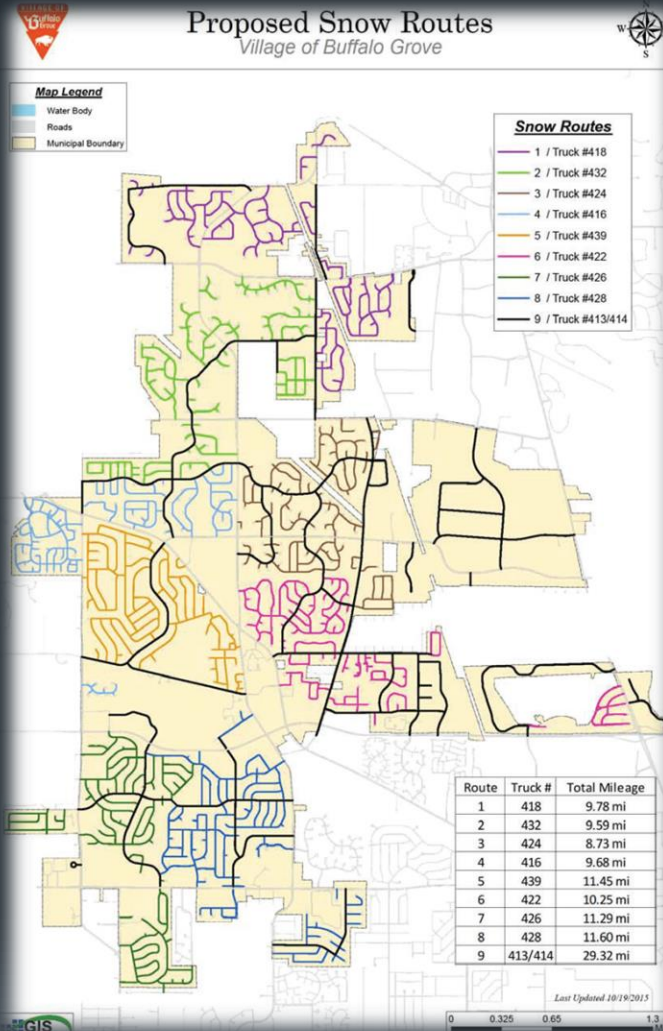 VILLAGE OF
Buffalo
Grove
Proposed Snow Routes
Village of Buffalo Grove
W
S
Map Legend
Water Body
Roads
Municipal Boundary
Snow Routes
1 / Truck #418
2 / Truck #432
3 / Truck #424
4 / Truck #416
5 / Truck #439
6 / Truck #422
7 / Truck #426
8 / Truck #428
9 / Truck #413/414
Route Truck # Total Mileage
1 418 9.78 mi
2 432 9.59 mi
3 424 8.73 mi
4 416 9.68 mi
5 439 11.45 mi
6 422 10.25 mi
7 426 11.29 mi
8 428 11.60 mi
9 413/414 29.32 mi
Last Updated 10/19/2015
GIS
0 0.325 0.65 1.3